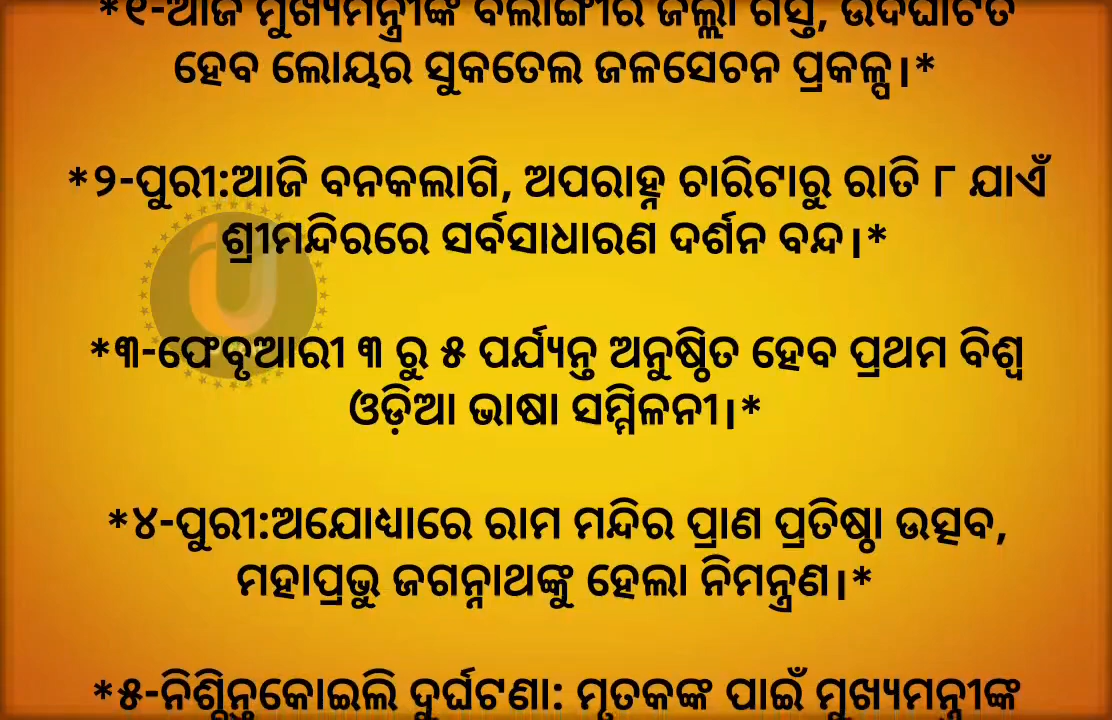 *୧-ଆଜି ମୁଖ୍ୟମନ୍ତ୍ରୀଙ୍କ ବଲାଙ୍ଗୀର ଜିଲ୍ଲା ଗସ୍ତ, ଉଦଘାଟିତ
ହେବ ଲୋୟର ସୁକତେଲ ଜଳସେଚନ ପ୍ରକଳ୍ପ।*
*୨-ପୁରୀ:ଆଜି ବନକଲାଗି, ଅପରାହ୍ନ ଚାରିଟାରୁ ରାତି ୮ ଯାଏଁ
ଶ୍ରୀମନ୍ଦିରରେ ସର୍ବସାଧାରଣ ଦର୍ଶନ ବନ୍ଦ।*
*୩-ଫେବୃଆରୀ ୩ ରୁ ୫ ପର୍ଯ୍ୟନ୍ତ ଅନୁଷ୍ଠିତ ହେବ ପ୍ରଥମ ବିଶ୍ୱ
ଓଡ଼ିଆ ଭାଷା ସମ୍ମିଳନୀ।*
*୪-ପୁରୀ:ଅଯୋଧ୍ୟାରେ ରାମ ମନ୍ଦିର ପ୍ରାଣ ପ୍ରତିଷ୍ଠା ଉତ୍ସବ,
ମହାପ୍ରଭୁ ଜଗନ୍ନାଥଙ୍କୁ ହେଲା ନିମନ୍ତ୍ରଣ।*
*୫-ନିଶ୍ଚିନ୍ତକୋଇଲି ଦୁର୍ଘଟଣା: ମୃତକଙ୍କ ପାଇଁ ମୁଖ୍ୟମନ୍ତ୍ରୀଙ୍କ